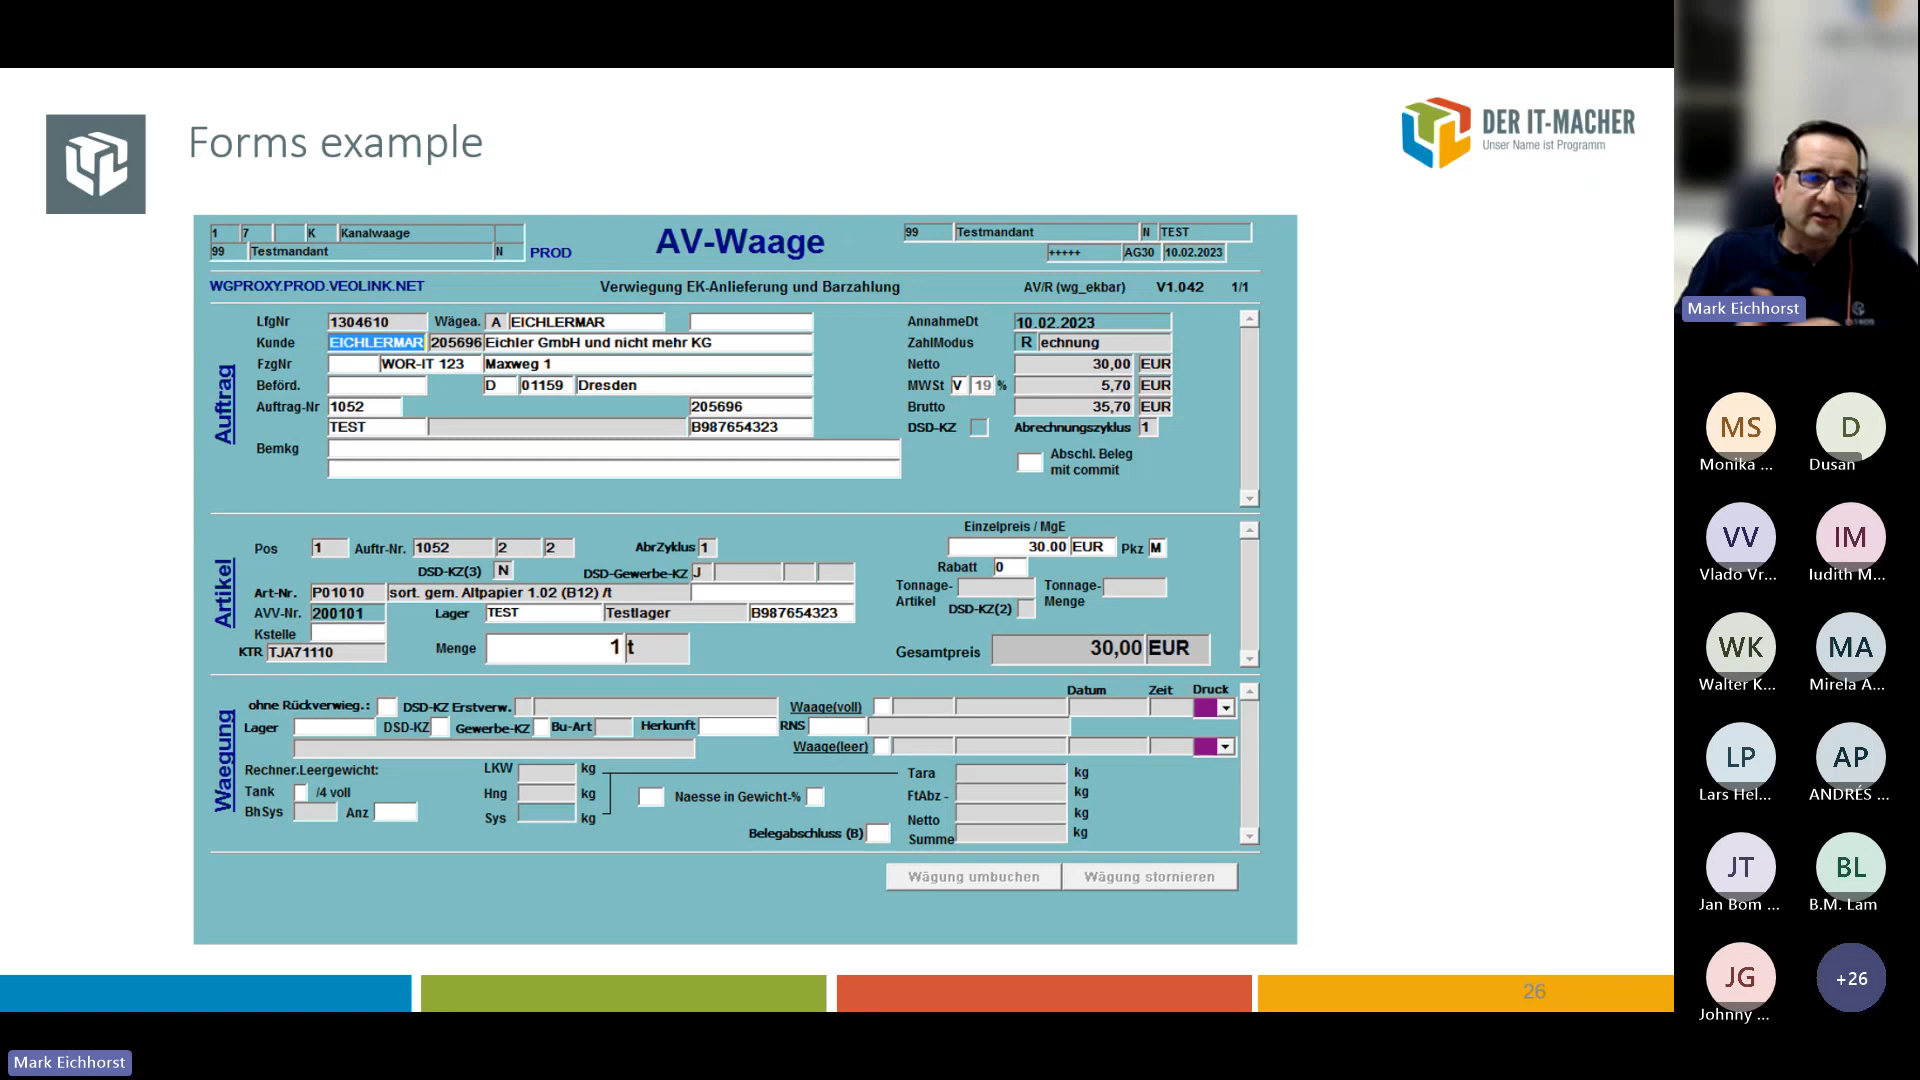 Forms example
DER IT-MACHER
Unser Name ist Programm
1 7 K Kanalwaage
99 Testmandant N PROD
AV-Waage
99 Testmandant N TEST
+++++ AG30 10.02.2023
WGPROXY.PROD.VEOLINK.NET Verwiegung EK-Anlieferung und Barzahlung AV/R (wg_ekbar) V1.042 1/1
Auftrag
LfgNr 1304610 Wägea. A EICHLERMAR
Kunde EICHLERMAR 205696 Eichler GmbH und nicht mehr KG
FzgNr WOR-IT 123 Maxweg 1
Beförd. D 01159 Dresden
Auftrag-Nr 1052 205696
TEST B987654323
Bemkg
AnnahmeDt 10.02.2023
ZahlModus R echnung
Netto 30,00 EUR
MWSt V 19 % 5,70 EUR
Brutto 35,70 EUR
DSD-KZ Abrechnungszyklus 1
Abschl. Beleg
mit commit
Artikel
Pos 1 Auftr-Nr. 1052 2 2 AbrZyklus 1
DSD-KZ(3) N DSD-Gewerbe-KZ J
Art-Nr. P01010 sort. gem. Altpapier 1.02 (B12) /t
AVV-Nr. 200101 Lager TEST Testlager B987654323
Kstelle
KTR TJA71110 Menge 1 t
Einzelpreis / MgE
30.00 EUR Pkz M
Rabatt 0
Tonnage-
Artikel
Tonnage-
Menge
DSD-KZ(2)
Gesamtpreis 30,00 EUR
Waegung
ohne Rückverwieg.: DSD-KZ Erstverw.
Lager DSD-KZ Gewerbe-KZ Bu-Art Herkunft RNS
Datum Zeit Druck
Waage(voll)
Waage(leer)
Rechner.Leergewicht:
Tank /4 voll
BhSys Anz
LKW kg
Hng kg
Sys kg
Naesse in Gewicht-%
Belegabschluss (B)
Tara kg
FtAbz - kg
Netto kg
Summe kg
Wägung umbuchen Wägung stornieren
26
Mark Eichhorst
Mark Eichhorst
MS D
Monika ... Dusan
VV IM
Vlado Vr... Iudith M...
WK MA
Walter K... Mirela A...
LP AP
Lars Hel... ANDRÉS ...
JT BL
Jan Bom ... B.M. Lam
JG +26
Johnny ...